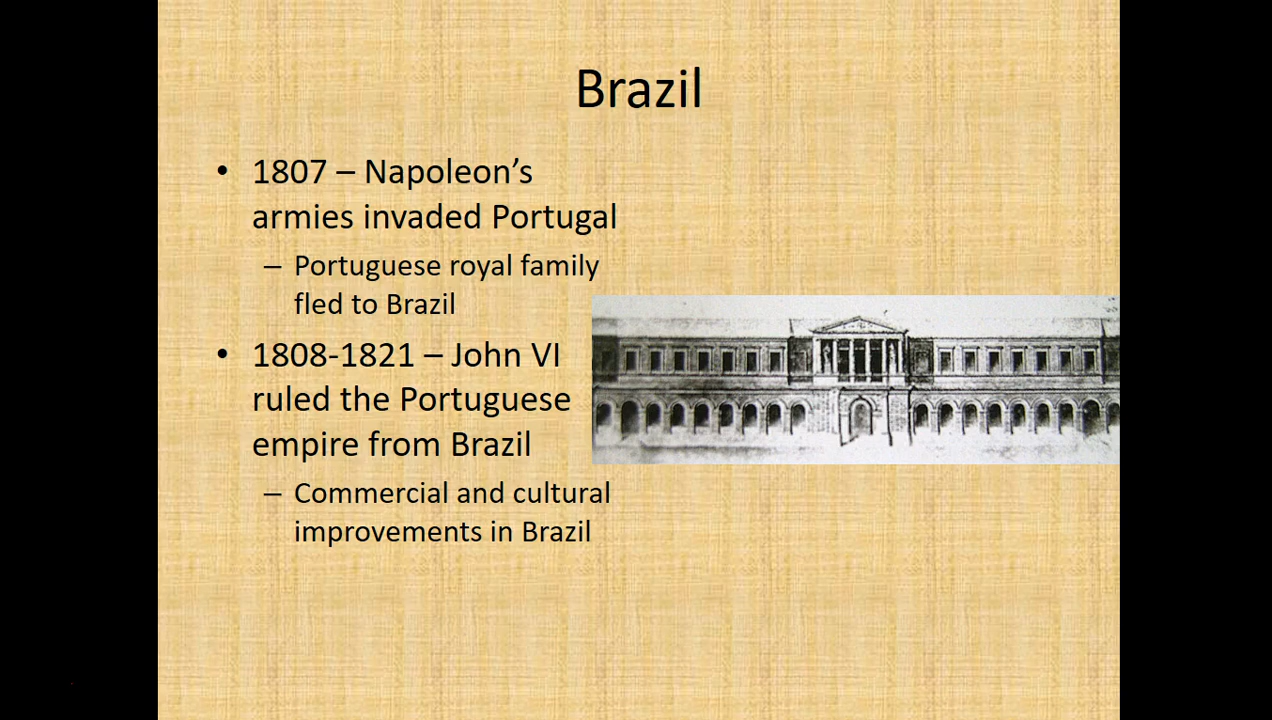 Brazil
• 1807 – Napoleon’s
armies invaded Portugal
– Portuguese royal family
fled to Brazil
• 1808-1821 – John VI
ruled the Portuguese
empire from Brazil
– Commercial and cultural
improvements in Brazil